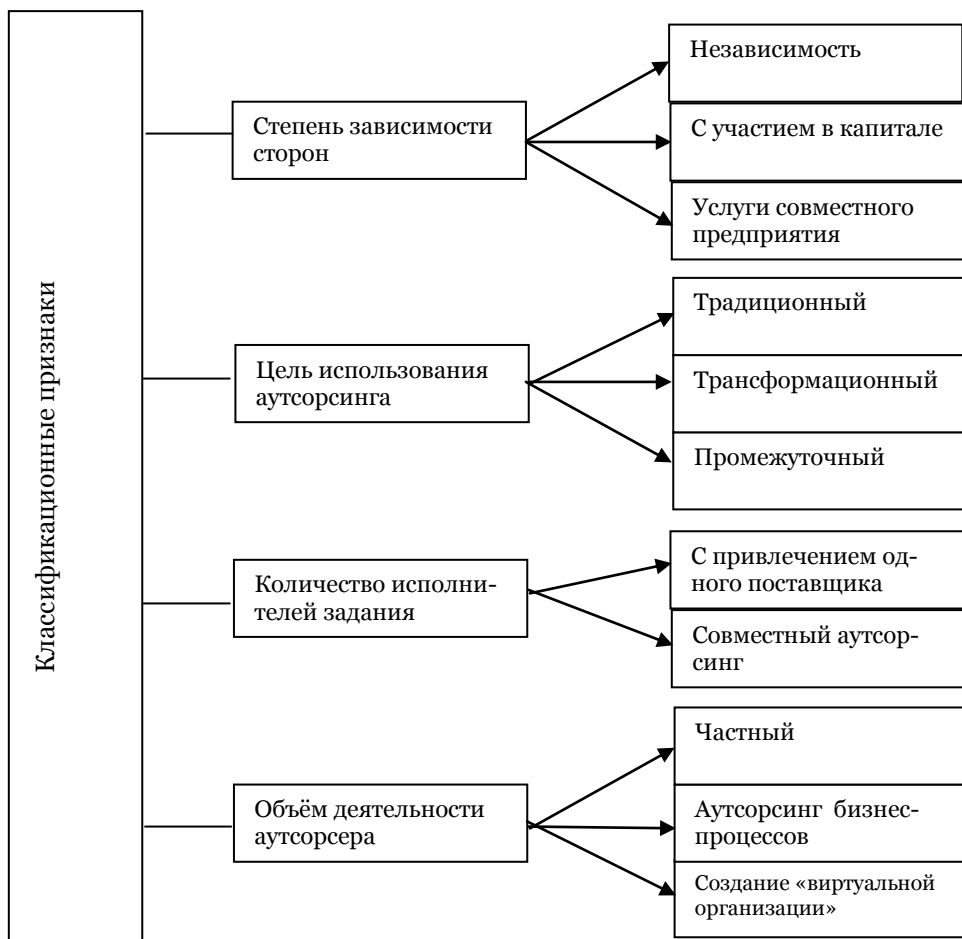 Классификационные признаки
Степень зависимости
сторон
Независимость
С участием в капитале
Услуги совместного
предприятия
Цель использования
аутсорсинга
Традиционный
Трансформационный
Промежуточный
Количество исполни-
телей задания
С привлечением од-
ного поставщика
Совместный аутсор-
синг
Объём деятельности
аутсорсера
Частный
Аутсорсинг бизнес-
процессов
Создание «виртуальной
организации»